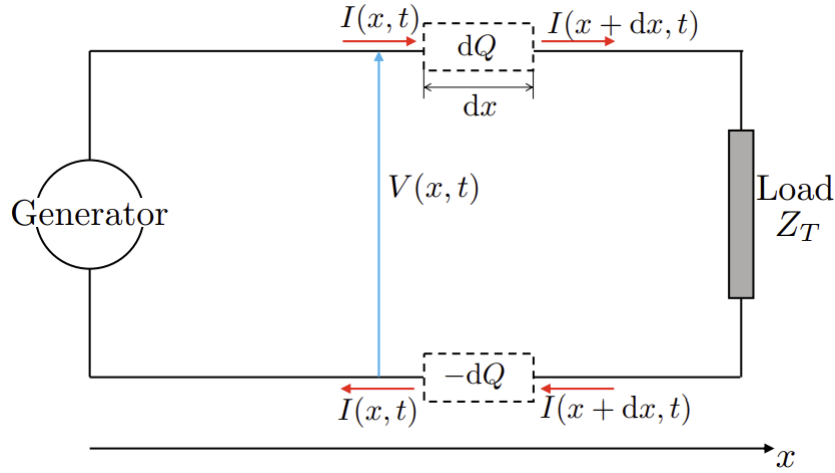 I(x, t)
dQ
I(x + dx, t)
dx
V(x, t)
Generator
Load
Z_T
−dQ
I(x, t)
I(x + dx, t)
x